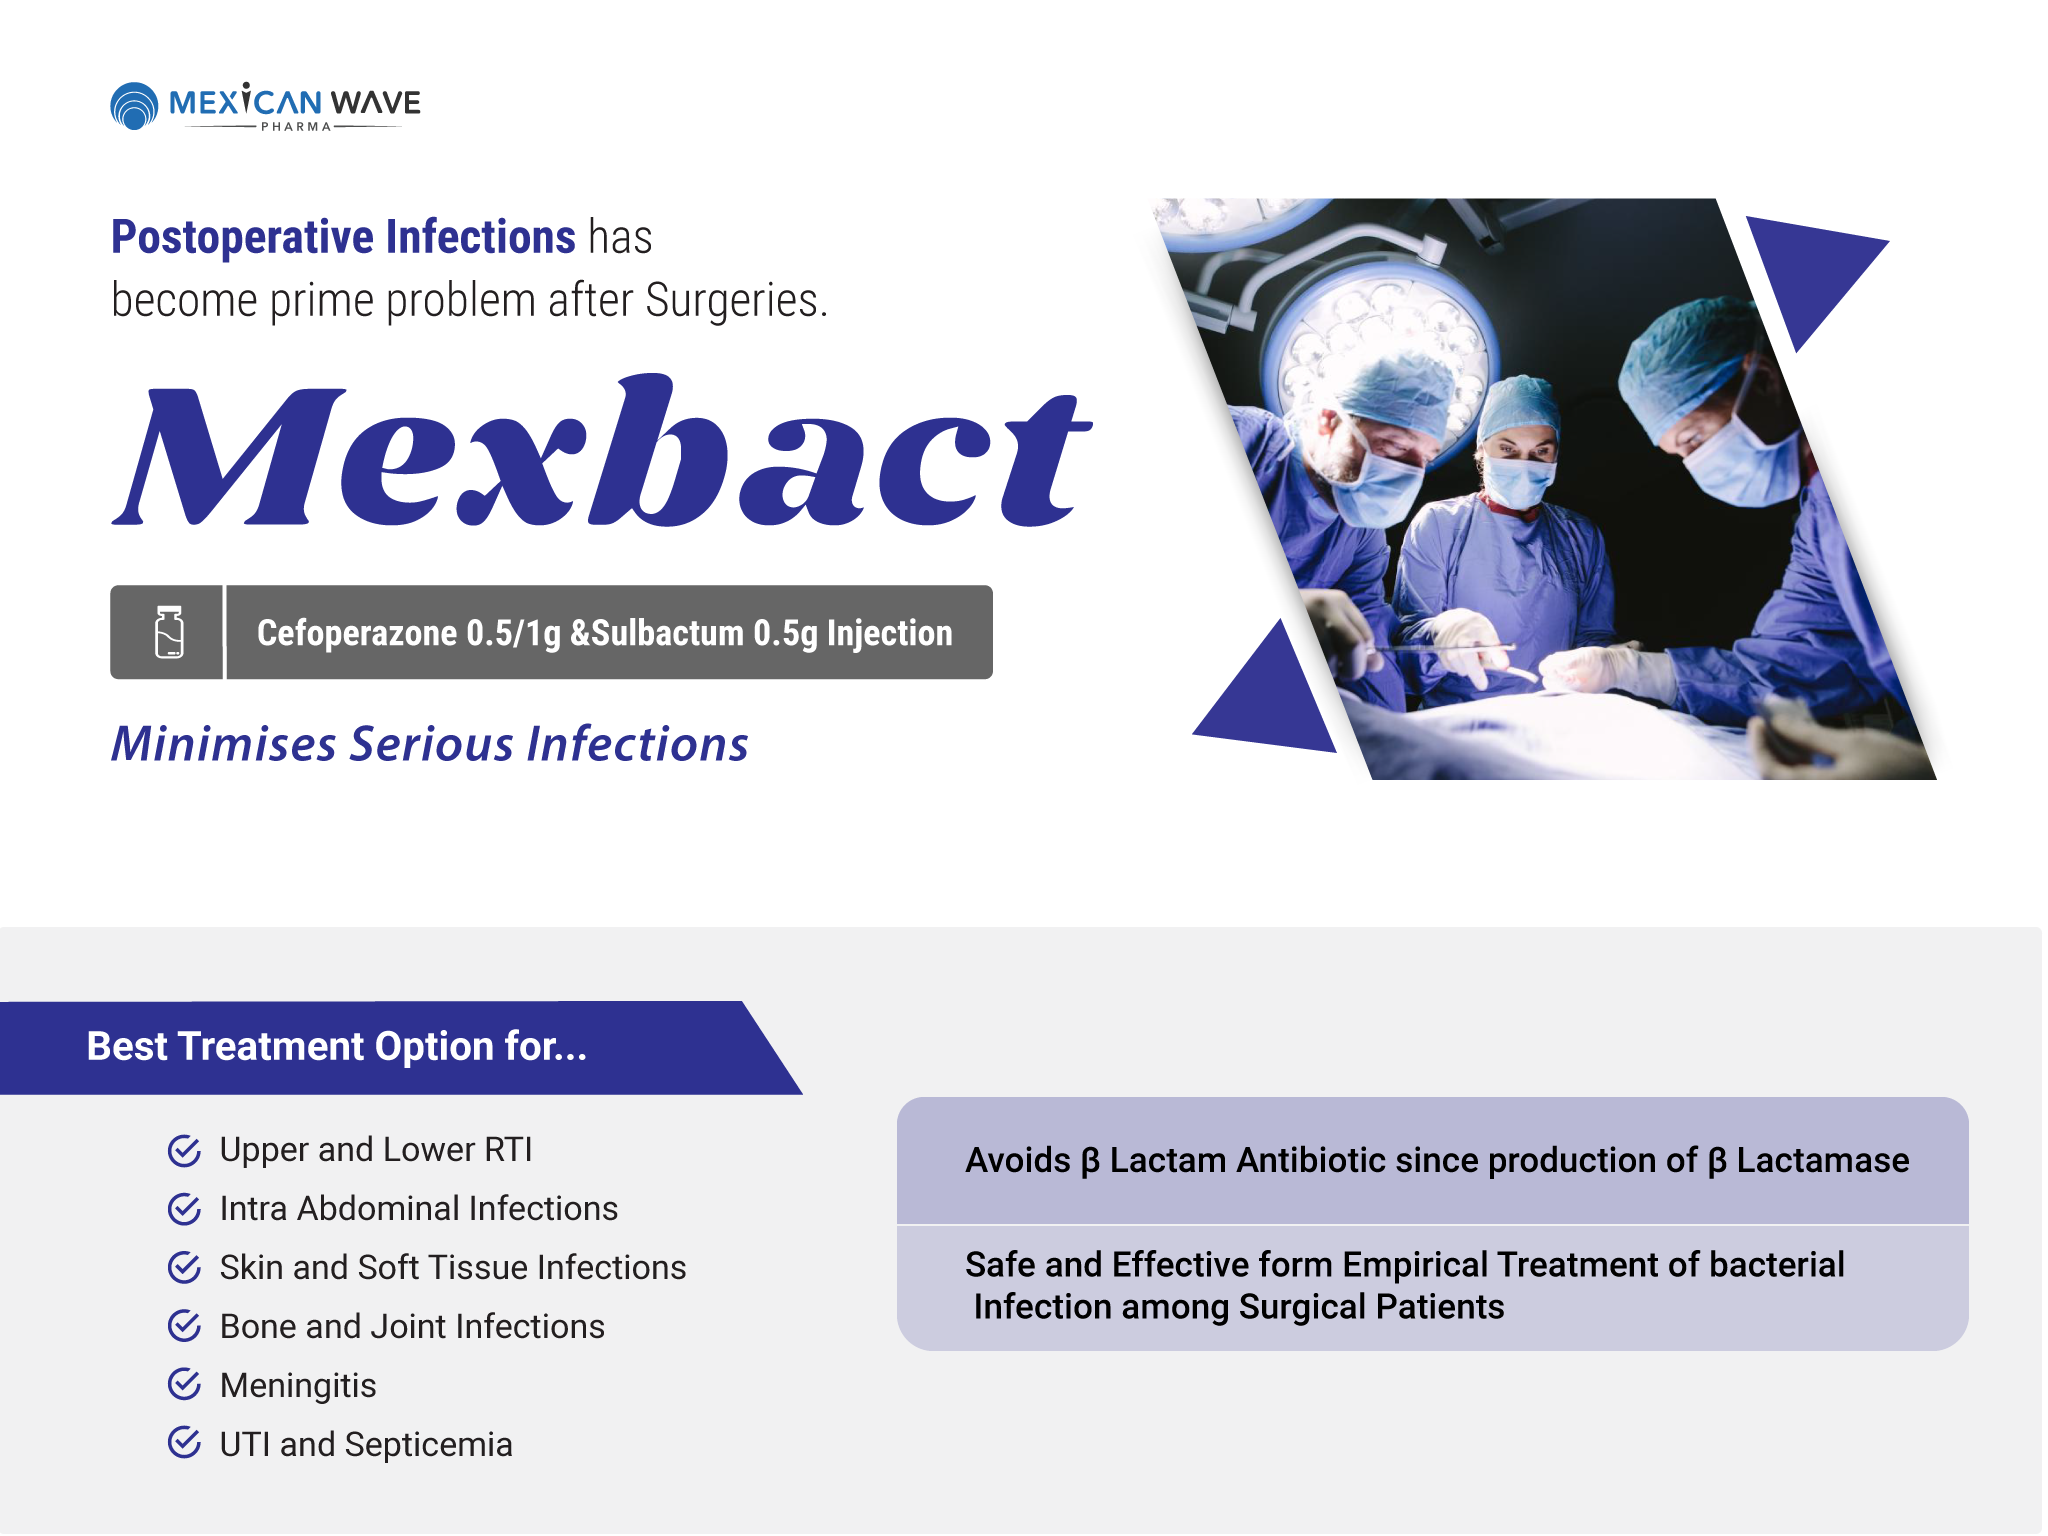 MEXICAN WAVE
PHARMA
Postoperative Infections has
become prime problem after Surgeries.
Mexbact
Cefoperazone 0.5/1g &Sulbactum 0.5g Injection
Minimises Serious Infections
Best Treatment Option for...
Upper and Lower RTI
Intra Abdominal Infections
Skin and Soft Tissue Infections
Bone and Joint Infections
Meningitis
UTI and Septicemia
Avoids β Lactam Antibiotic since production of β Lactamase
Safe and Effective form Empirical Treatment of bacterial
Infection among Surgical Patients